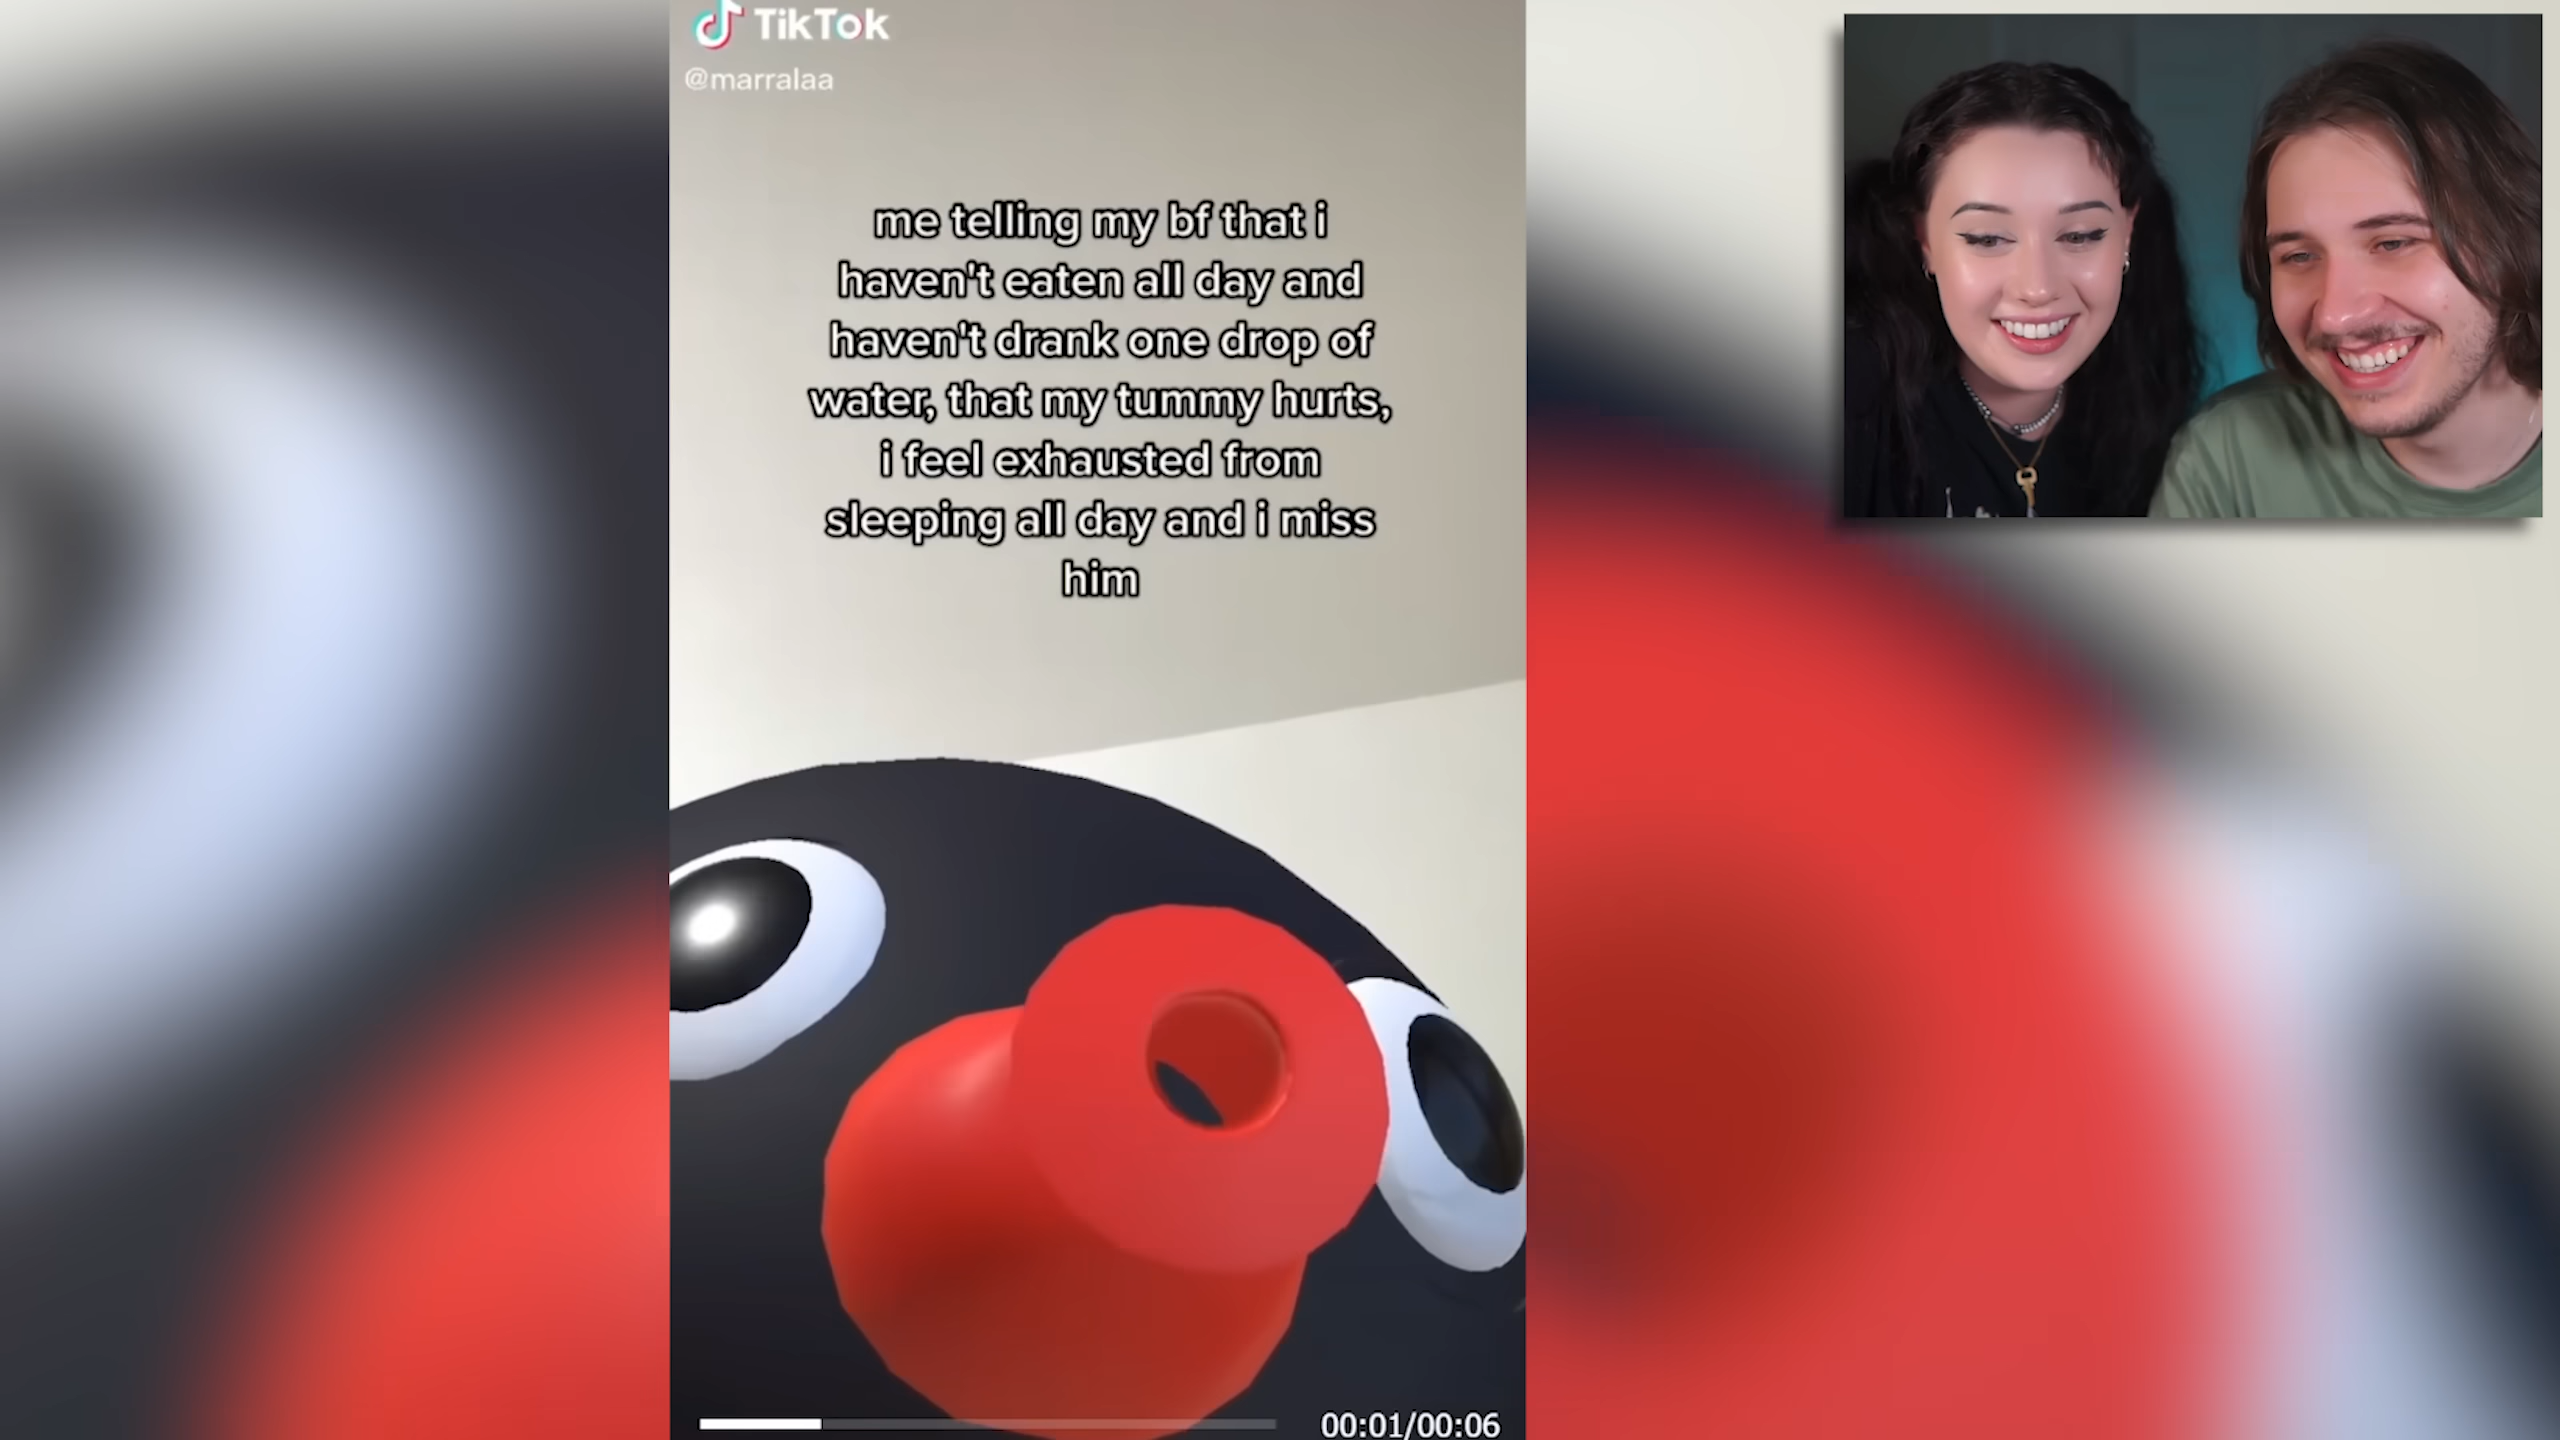 TikTok
@marralaa
me telling my bf that i
haven't eaten all day and
haven't drank one drop of
water, that my tummy hurts,
i feel exhausted from
sleeping all day and i miss
him
00:01/00:06